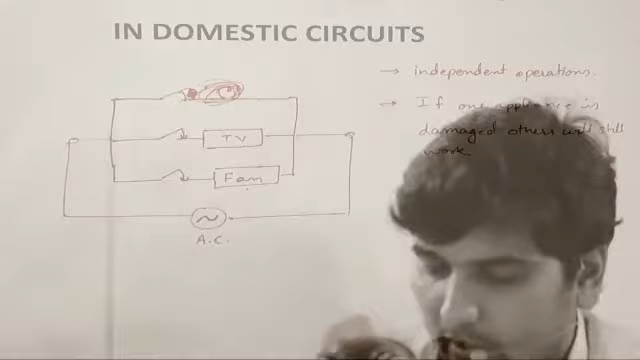 IN DOMESTIC CIRCUITS
→ independent operations.
→ If one appliance is
damaged others will still
work
TV
Fan
A.C.